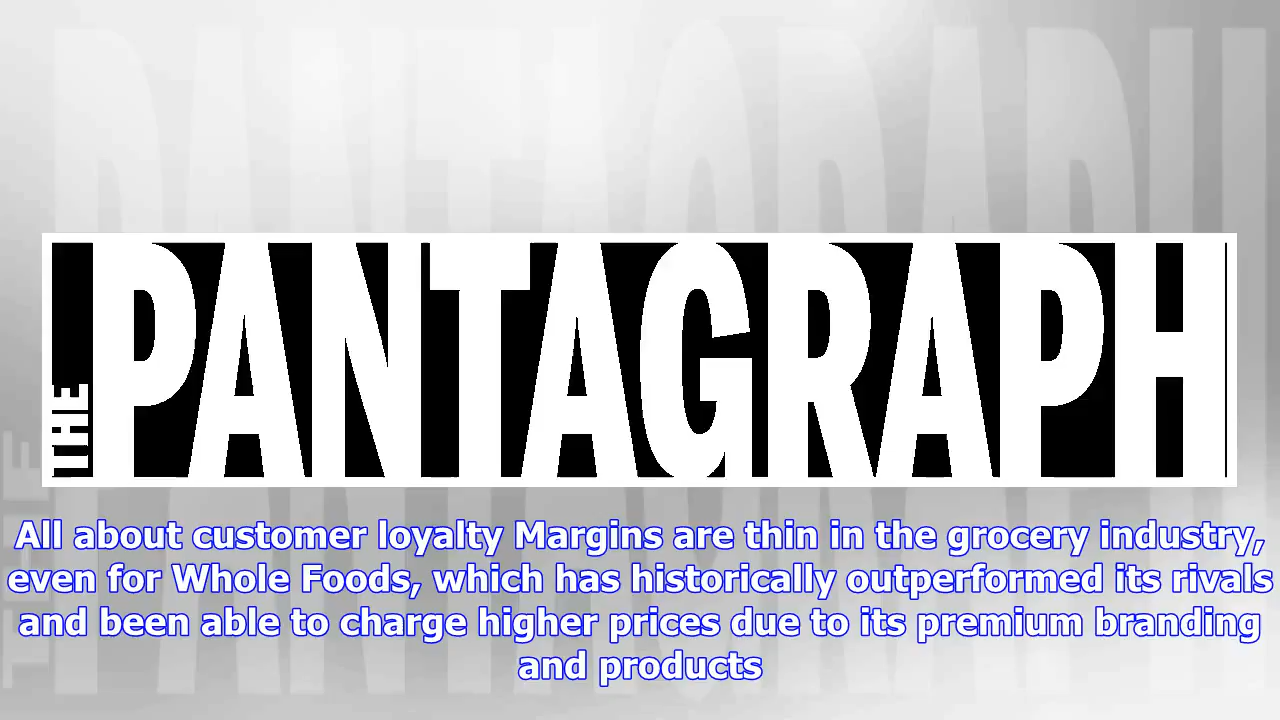 THE PANTAGRAPH
All about customer loyalty Margins are thin in the grocery industry,
even for Whole Foods, which has historically outperformed its rivals
and been able to charge higher prices due to its premium branding
and products